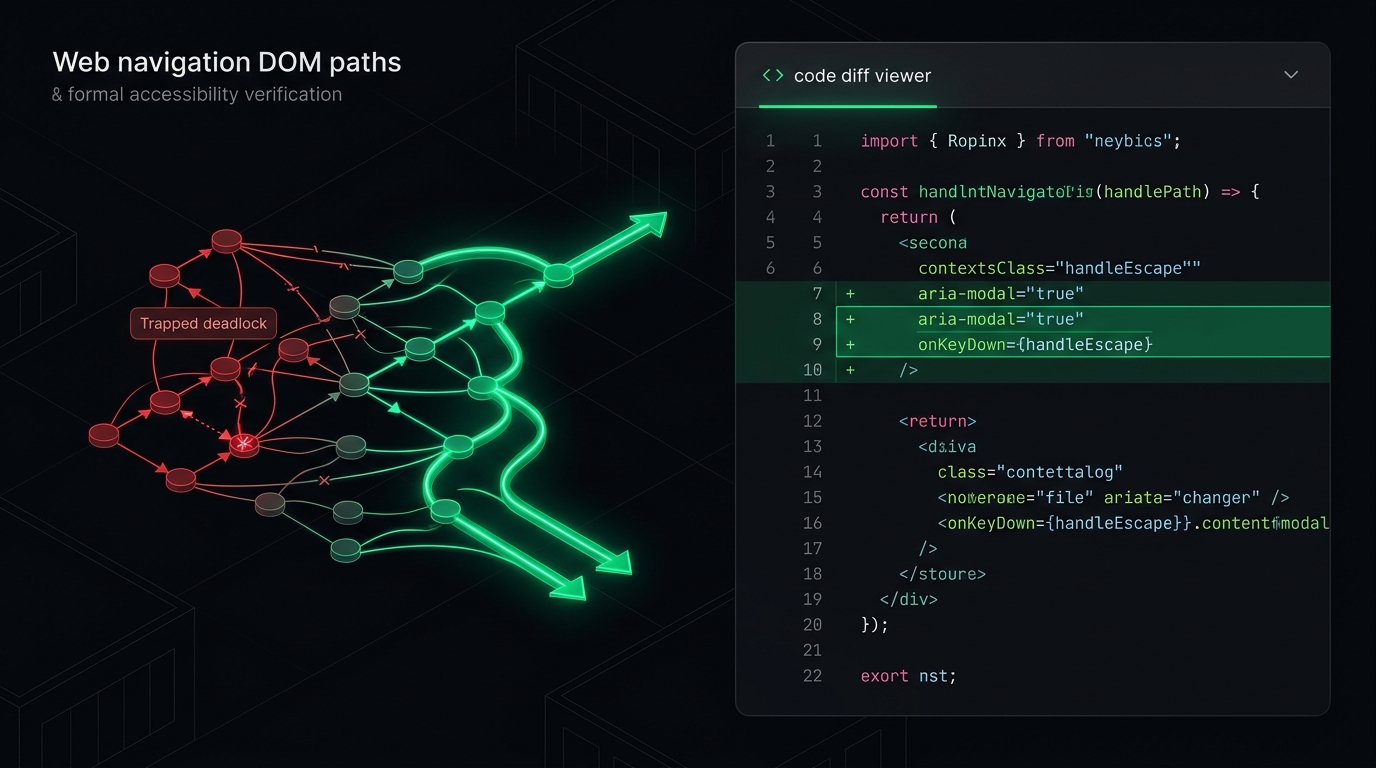 Web navigation DOM paths
& formal accessibility verification
Trapped deadlock
<> code diff viewer
1 1 import { Ropinx } from "neybics";
2 2
3 3 const (handlePath) => {
4 4 return (
5 5 <secona
6 6 contextsClass="handleEscape""
7 + aria-modal="true"
8 + aria-modal="true"
9 + onKeyDown={handleEscape}
10 + />
11
12 <return>
13
14 class="contettalog"
15 ="file" ariata="changer" />
16 <onKeyDown={handleEscape}}.content modal
17 />
18 </stoure>
19 </div>
20 });
21
22 exort nst;